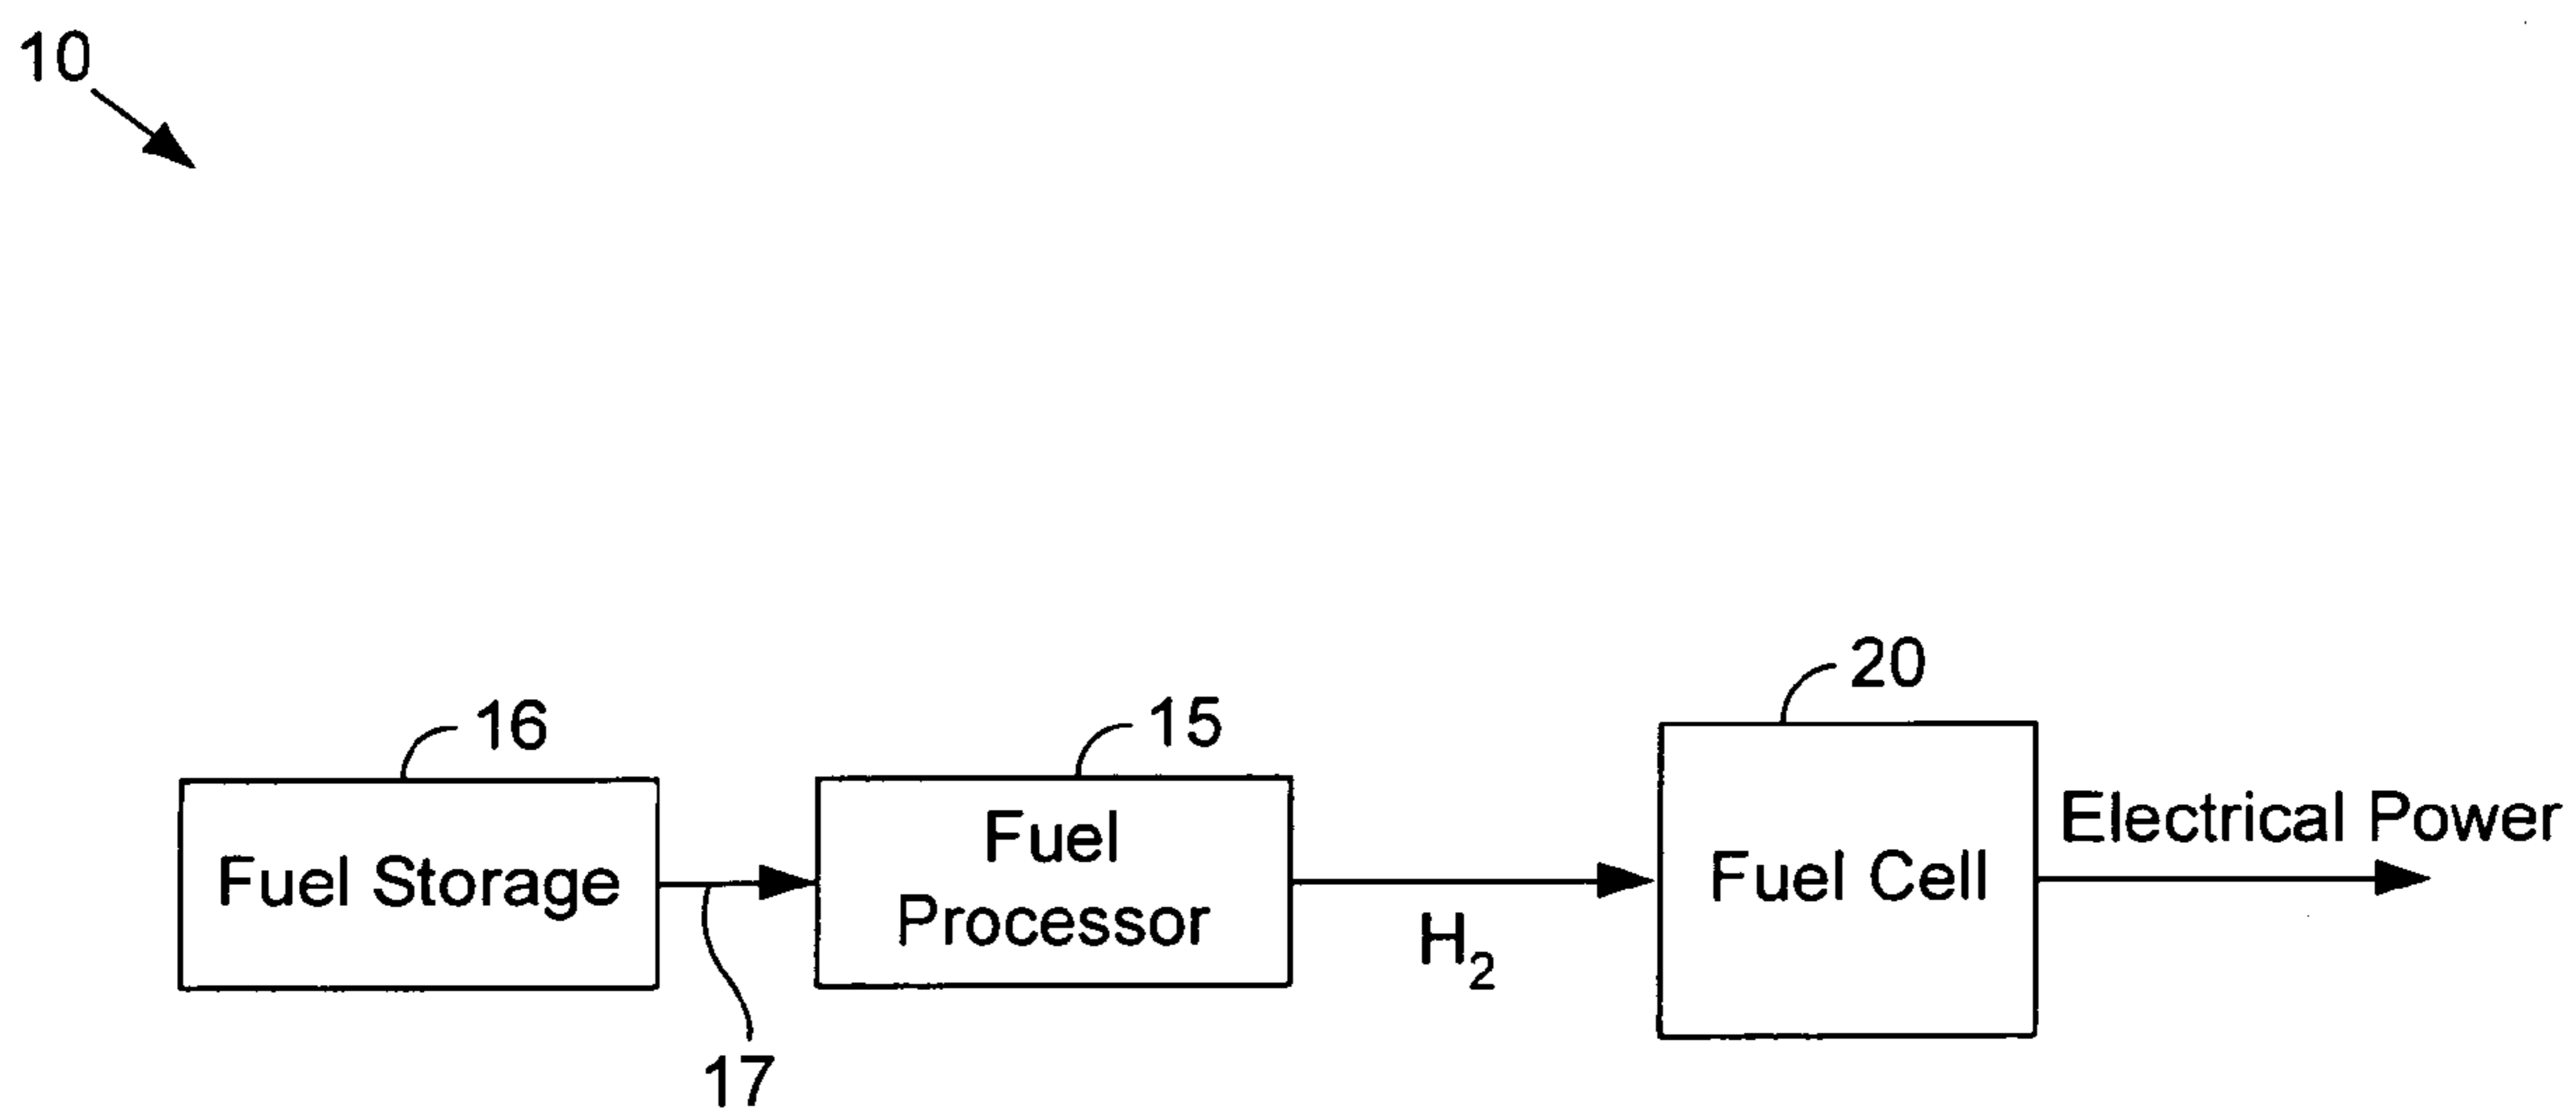 10
20
16
15
Fuel
Electrical Power
Fuel Storage
Fuel Cell
Processor
H2
17